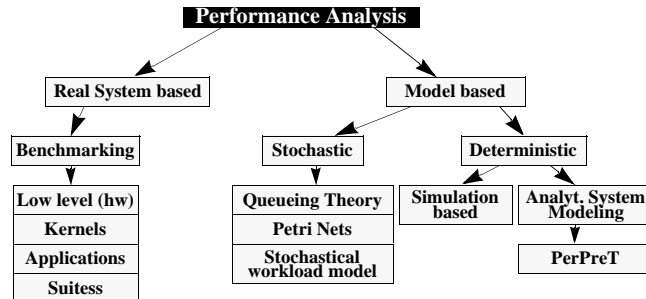 Performance Analysis
Real System based
Model based
Benchmarking
Stochastic
Deterministic
Low level (hw)
Kernels
Applications
Suitess
Queueing Theory
Petri Nets
Stochastical
workload model
Simulation
based
Analyt. System
Modeling
PerPreT